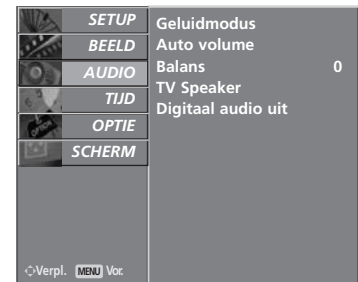 SETUP
BEELD
AUDIO
TIJD
OPTIE
SCHERM
Verpl. MENU Vor.
Geluidmodus
Auto volume
Balans 0
TV Speaker
Digitaal audio uit